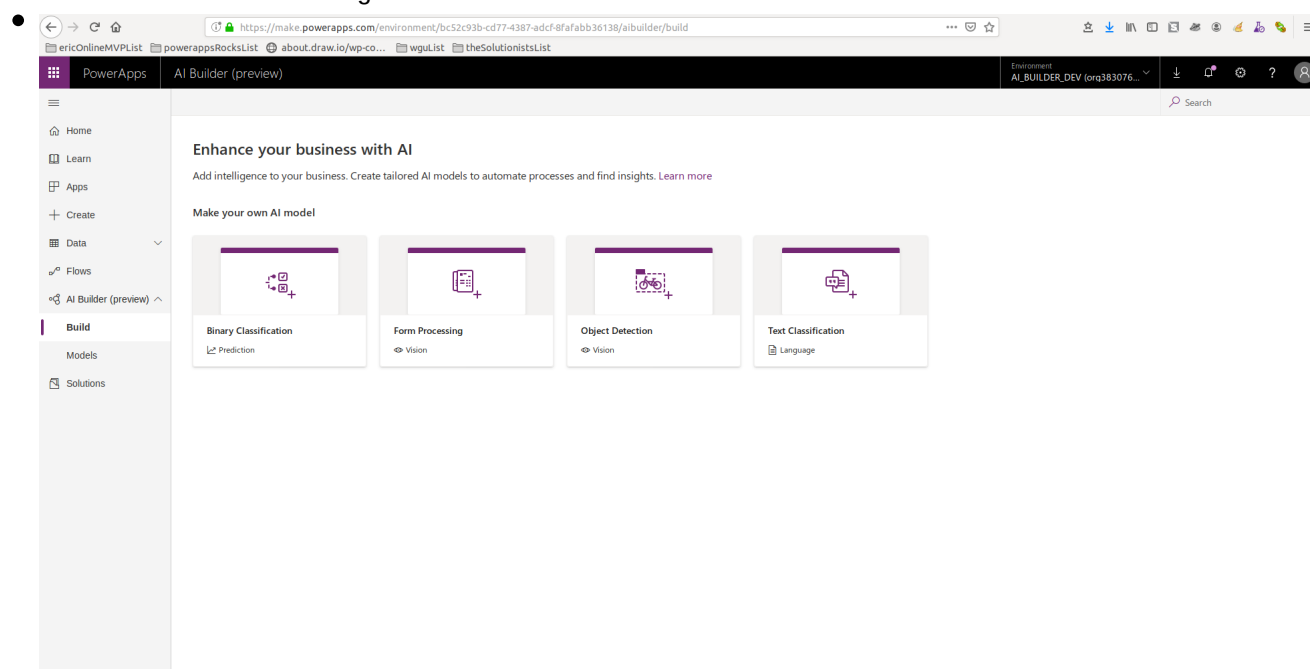 https://make.powerapps.com/environment/bc52c93b-cd77-4387-adcf-8fafabb36138/aibuilder/build
ericOnlineMVPList powerappsRocksList about.draw.io/wp-co... wguList theSolutionistsList
PowerApps AI Builder (preview)
Environment
AI_BUILDER_DEV (org383076...
Search
Home
Learn
Apps
Create
Data
Flows
AI Builder (preview)
Build
Models
Solutions
Enhance your business with AI
Add intelligence to your business. Create tailored AI models to automate processes and find insights. Learn more
Make your own AI model
Binary Classification
Prediction
Form Processing
Vision
Object Detection
Vision
Text Classification
Language